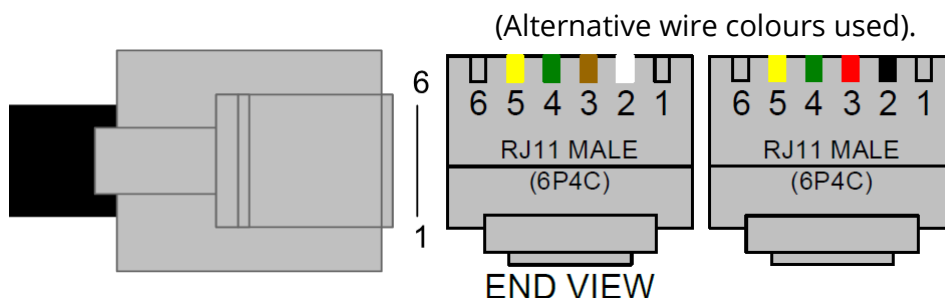 (Alternative wire colours used).
6
1
6 5 4 3 2 1
RJ11 MALE
(6P4C)
END VIEW
6 5 4 3 2 1
RJ11 MALE
(6P4C)